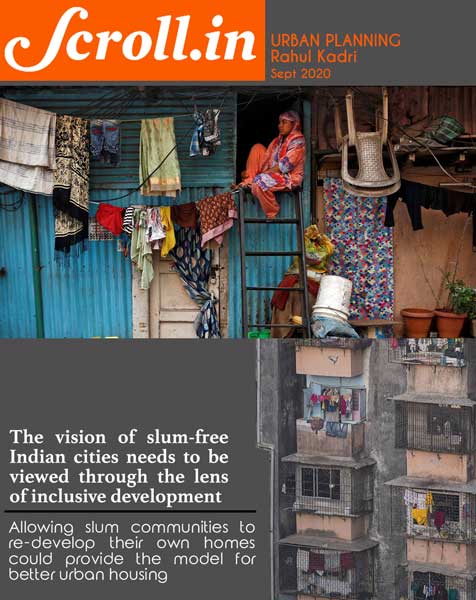 Scroll.in
URBAN PLANNING
Rahul Kadri
Sept 2020
The vision of slum-free
Indian cities needs to be
viewed through the lens
of inclusive development
Allowing slum communities to
re-develop their own homes
could provide the model for
better urban housing